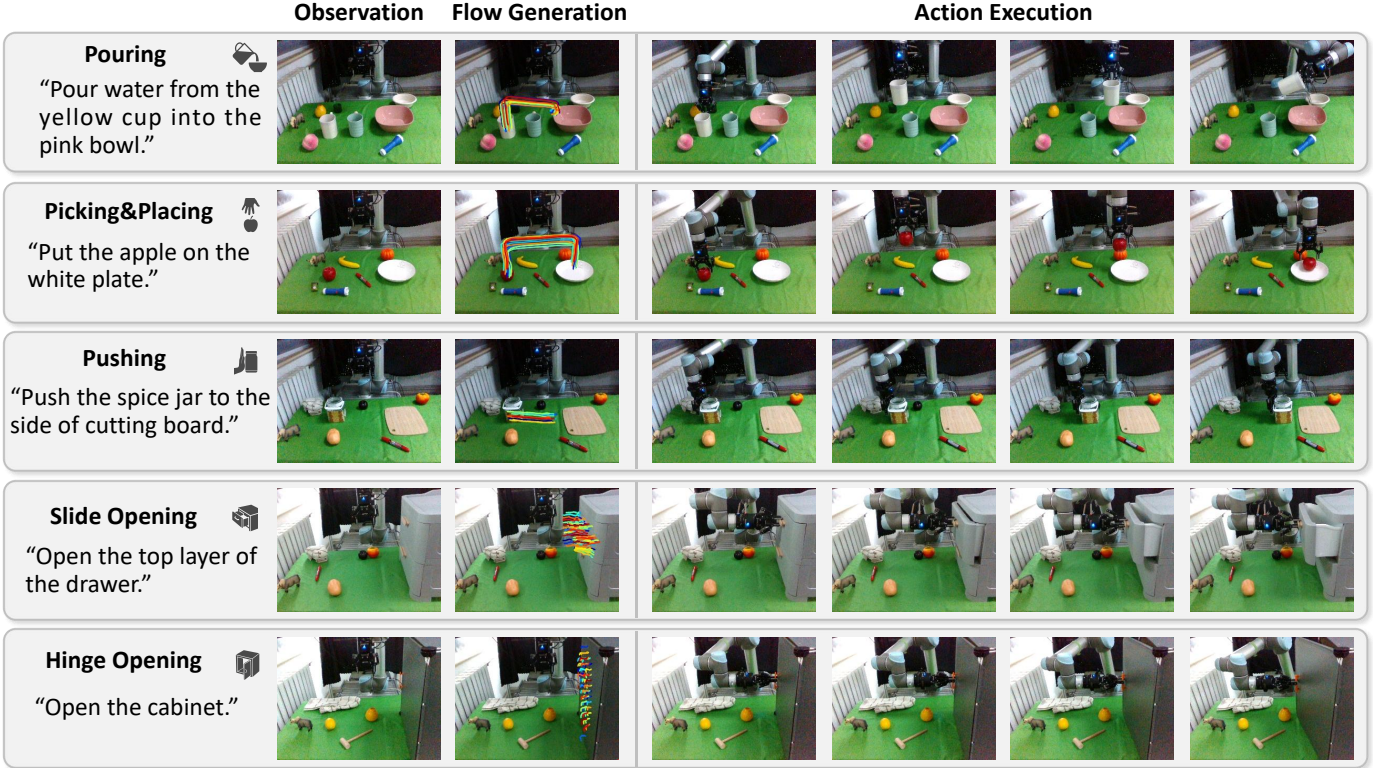 Observation Flow Generation Action Execution
Pouring
“Pour water from the
yellow cup into the
pink bowl.”
Picking&Placing
“Put the apple on the
white plate.”
Pushing
“Push the spice jar to the
side of cutting board.”
Slide Opening
“Open the top layer of
the drawer.”
Hinge Opening
“Open the cabinet.”